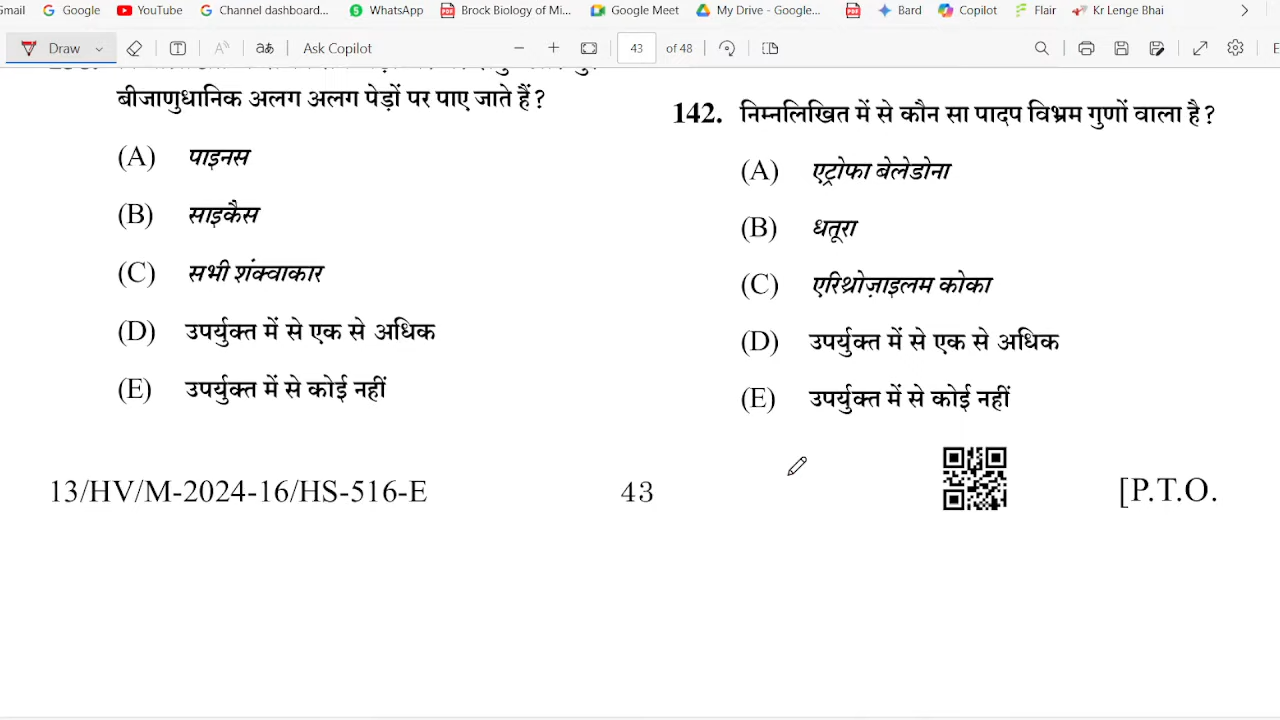 Gmail Google YouTube Channel dashboard... WhatsApp Brock Biology of Mi... Google Meet My Drive - Google... Bard Copilot Flair Kr Lenge Bhai
Draw Ask Copilot 43 of 48
बीजाणुधानिक अलग अलग पेड़ों पर पाए जाते हैं?
(A) पाइनस
(B) साइकैस
(C) सभी शंक्वाकार
(D) उपर्युक्त में से एक से अधिक
(E) उपर्युक्त में से कोई नहीं
142. निम्नलिखित में से कौन सा पादप विभ्रम गुणों वाला है?
(A) एट्रोफा बेलेडोना
(B) धतूरा
(C) एरिथ्रोज़ाइलम कोका
(D) उपर्युक्त में से एक से अधिक
(E) उपर्युक्त में से कोई नहीं
13/HV/M-2024-16/HS-516-E 43 [P.T.O.